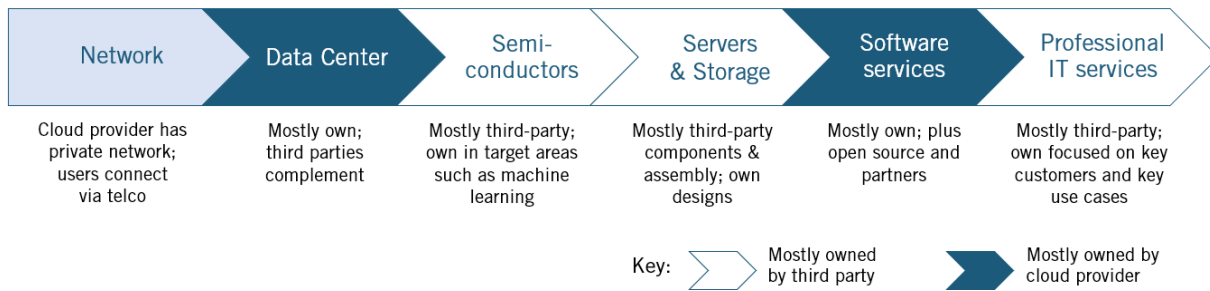 Network
Data Center
Semi-
conductors
Servers
& Storage
Software
services
Professional
IT services
Cloud provider has
private network;
users connect
via telco
Mostly own;
third parties
complement
Mostly third-party;
own in target areas
such as machine
learning
Mostly third-party
components &
assembly; own
designs
Mostly own; plus
open source and
partners
Mostly third-party;
own focused on key
customers and key
use cases
Key:
Mostly owned
by third party
Mostly owned by
cloud provider